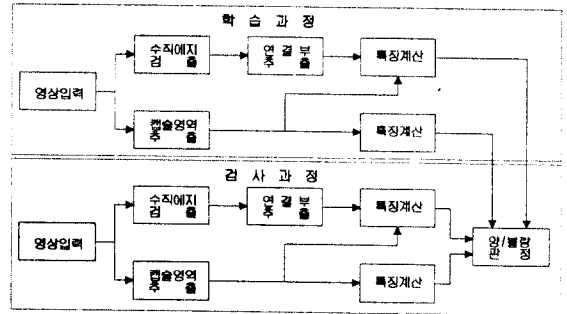 학 습 과 정
수직에지
검 출
연 결 부
추 출
특징계산
영상입력
캡슐영역
추 출
특징계산
검 사 과 정
수직에지
검 출
연 결 부
추 출
특징계산
영상입력
양/불량
판 정
캡슐영역
추 출
특징계산